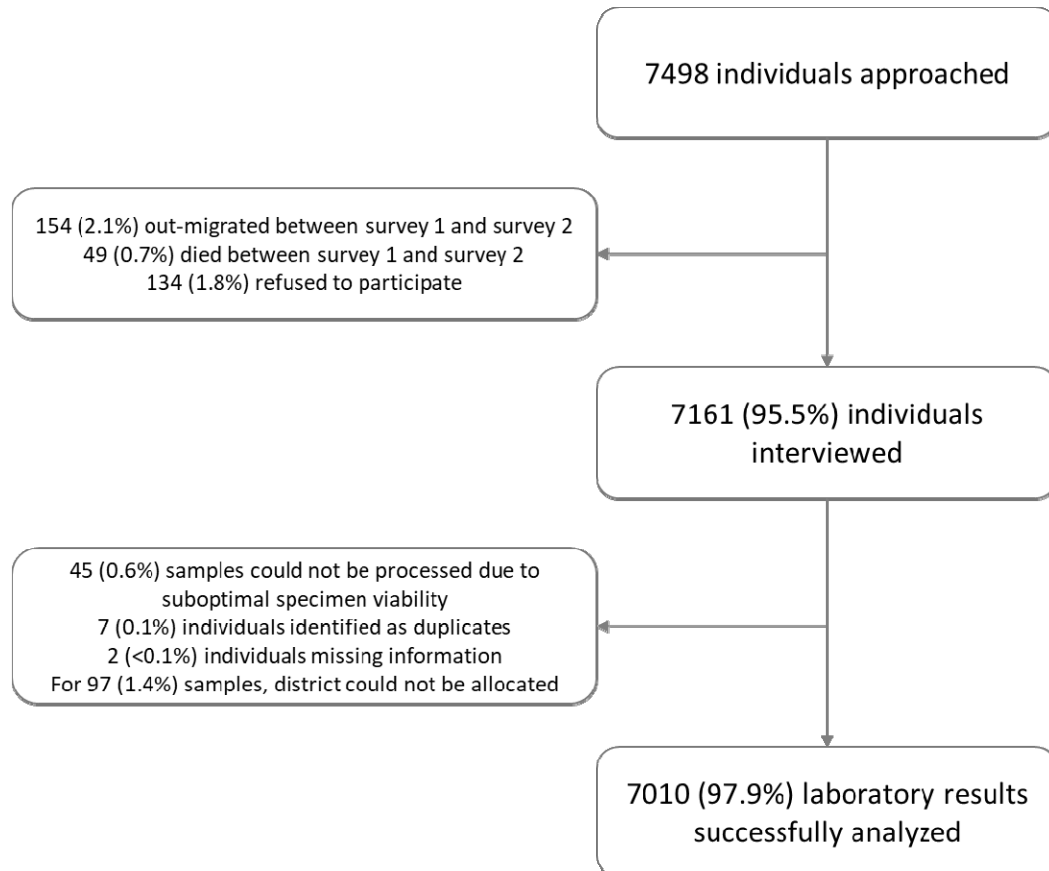 7498 individuals approached
154 (2.1%) out-migrated between survey 1 and survey 2
49 (0.7%) died between survey 1 and survey 2
134 (1.8%) refused to participate
7161 (95.5%) individuals
interviewed
45 (0.6%) samples could not be processed due to
suboptimal specimen viability
7 (0.1%) individuals identified as duplicates
2 (<0.1%) individuals missing information
For 97 (1.4%) samples, district could not be allocated
7010 (97.9%) laboratory results
successfully analyzed